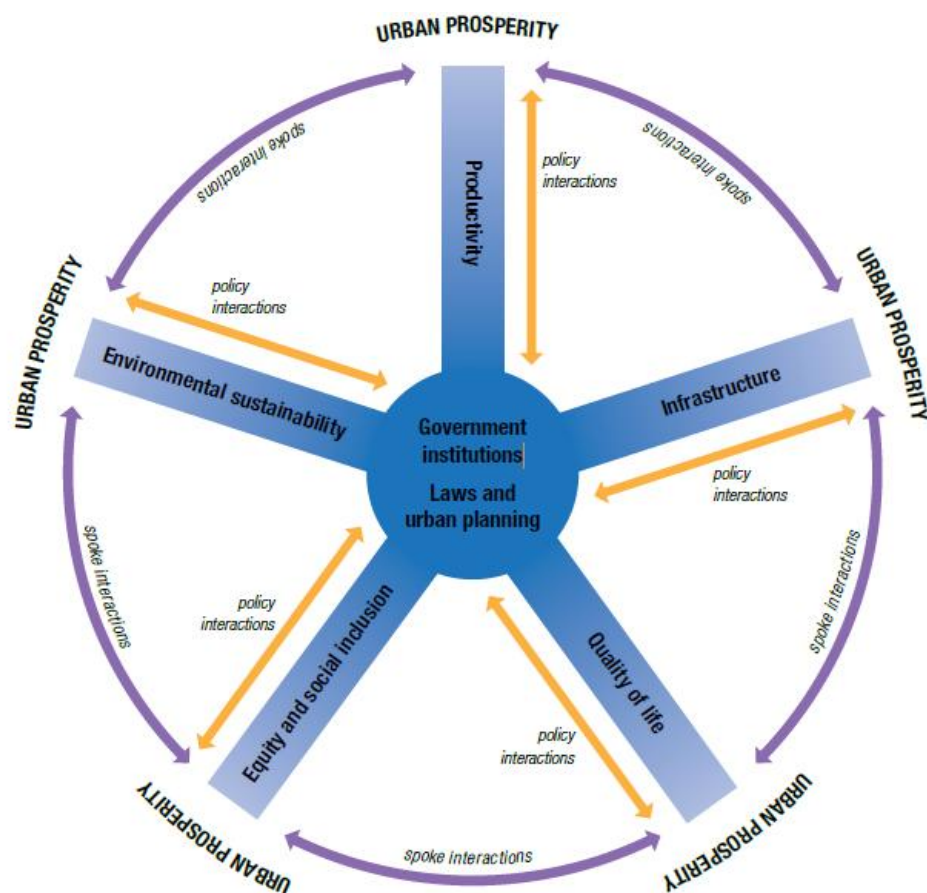 URBAN PROSPERITY
spoke interactions
spoke interactions
policy
interactions
Productivity
URBAN PROSPERITY
URBAN PROSPERITY
policy
interactions
Environmental sustainability
Infrastructure
Government
institutions
Laws and
urban planning
policy
interactions
spoke interactions
spoke interactions
policy
interactions
Equity and social inclusion
Quality of life
policy
interactions
URBAN PROSPERITY
URBAN PROSPERITY
spoke interactions